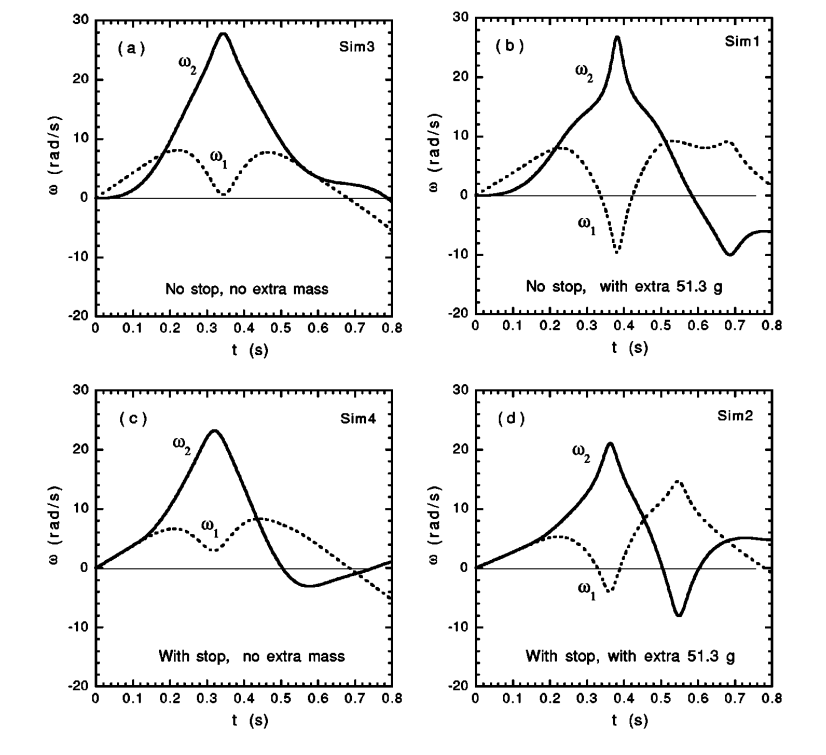 30
20
10
0
-10
-20
ω (rad/s)
(a)
Sim3
ω2
ω1
No stop, no extra mass
0 0.1 0.2 0.3 0.4 0.5 0.6 0.7 0.8
t (s)
30
20
10
0
-10
-20
ω (rad/s)
(b)
Sim1
ω2
ω1
No stop, with extra 51.3 g
0 0.1 0.2 0.3 0.4 0.5 0.6 0.7 0.8
t (s)
30
20
10
0
-10
-20
ω (rad/s)
(c)
Sim4
ω2
ω1
With stop, no extra mass
0 0.1 0.2 0.3 0.4 0.5 0.6 0.7 0.8
t (s)
30
20
10
0
-10
-20
ω (rad/s)
(d)
Sim2
ω2
ω1
With stop, with extra 51.3 g
0 0.1 0.2 0.3 0.4 0.5 0.6 0.7 0.8
t (s)